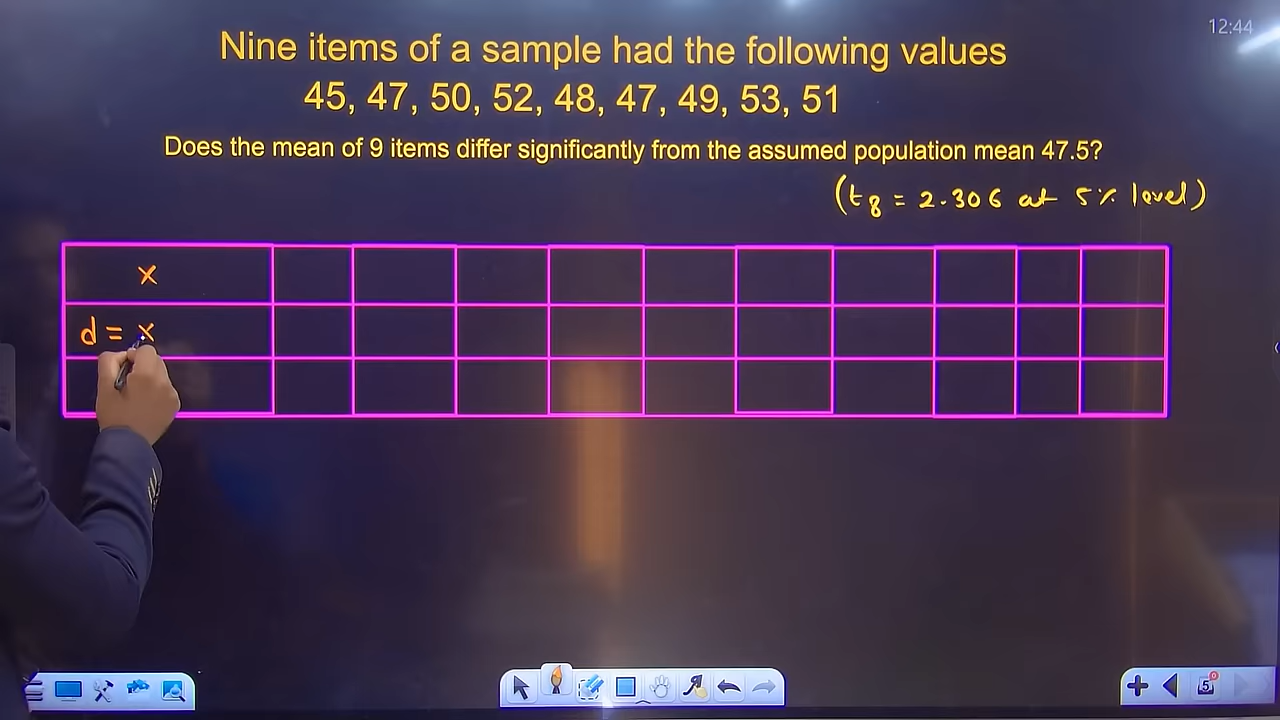 12:44
Nine items of a sample had the following values
45, 47, 50, 52, 48, 47, 49, 53, 51
Does the mean of 9 items differ significantly from the assumed population mean 47.5?
(t8 = 2.306 at 5% level)
x
d = x
5
0